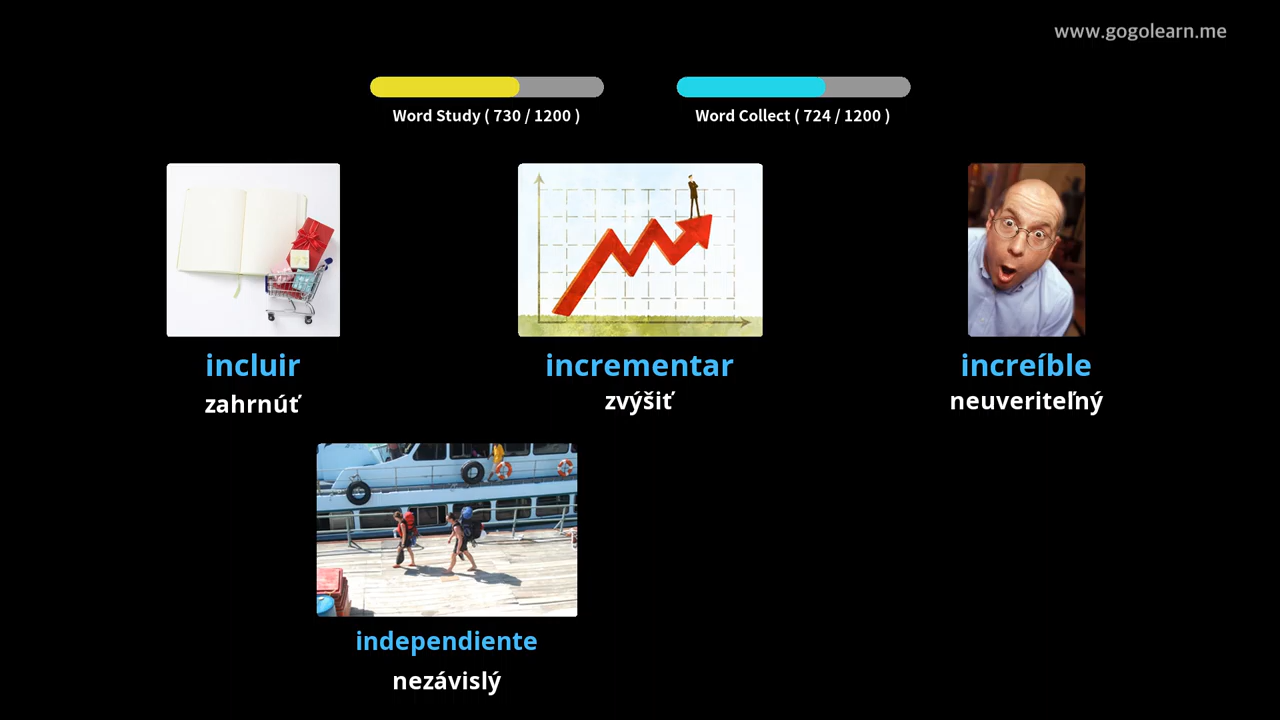 www.gogolearn.me
Word Study ( 730 / 1200 )
Word Collect ( 724 / 1200 )
incluir
zahrnúť
incrementar
zvýšiť
increíble
neuveriteľný
independiente
nezávislý